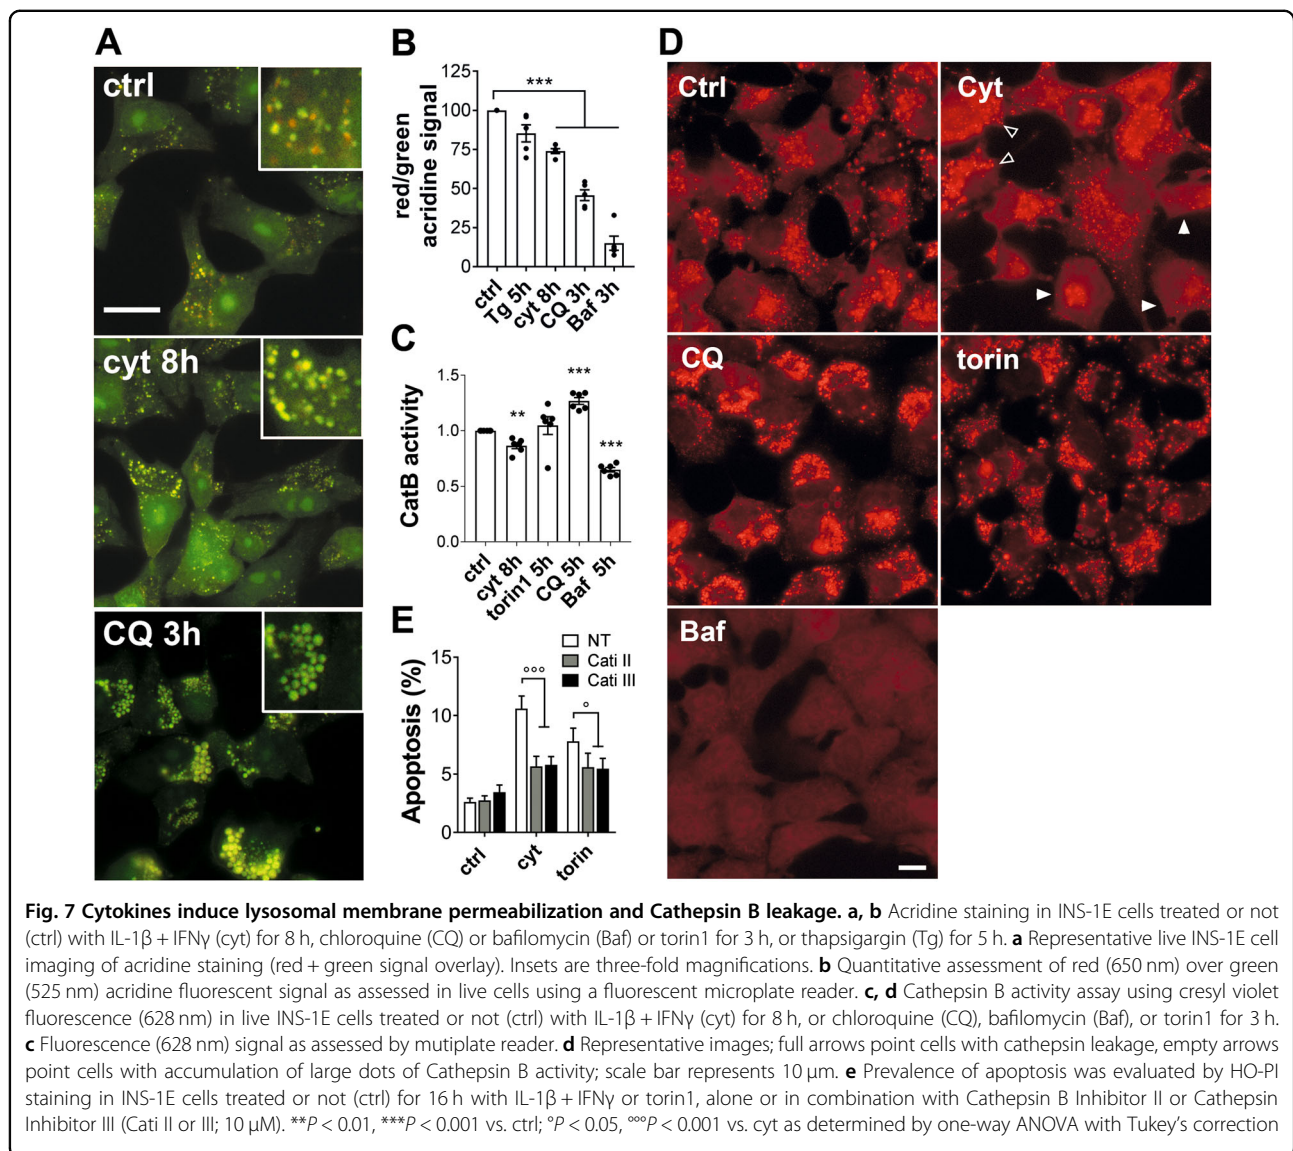 A
ctrl
cyt 8h
CQ 3h
B
red/green
acridine signal
125
100
75
50
25
0
***
ctrl
Tg 5h
cyt 8h
CQ 3h
Baf 3h
C
CatB activity
1.5
1.0
0.5
0.0
**
***
***
ctrl
cyt 8h
torin1 5h
CQ 5h
Baf 5h
D
Ctrl
Cyt
CQ
torin
Baf
E
NT
Cati II
Cati III
Apoptosis (%)
15
10
5
0
°°°
°
ctrl
cyt
torin
Fig. 7 Cytokines induce lysosomal membrane permeabilization and Cathepsin B leakage. a, b Acridine staining in INS-1E cells treated or not
(ctrl) with IL-1β + IFNγ (cyt) for 8 h, chloroquine (CQ) or bafilomycin (Baf) or torin1 for 3 h, or thapsigargin (Tg) for 5 h. a Representative live INS-1E cell
imaging of acridine staining (red + green signal overlay). Insets are three-fold magnifications. b Quantitative assessment of red (650 nm) over green
(525 nm) acridine fluorescent signal as assessed in live cells using a fluorescent microplate reader. c, d Cathepsin B activity assay using cresyl violet
fluorescence (628 nm) in live INS-1E cells treated or not (ctrl) with IL-1β + IFNγ (cyt) for 8 h, or chloroquine (CQ), bafilomycin (Baf), or torin1 for 3 h.
c Fluorescence (628 nm) signal as assessed by mutiplate reader. d Representative images; full arrows point cells with cathepsin leakage, empty arrows
point cells with accumulation of large dots of Cathepsin B activity; scale bar represents 10 μm. e Prevalence of apoptosis was evaluated by HO-PI
staining in INS-1E cells treated or not (ctrl) for 16 h with IL-1β + IFNγ or torin1, alone or in combination with Cathepsin B Inhibitor II or Cathepsin
Inhibitor III (Cati II or III; 10 μM). **P < 0.01, ***P < 0.001 vs. ctrl; °P < 0.05, °°°P < 0.001 vs. cyt as determined by one-way ANOVA with Tukey's correction